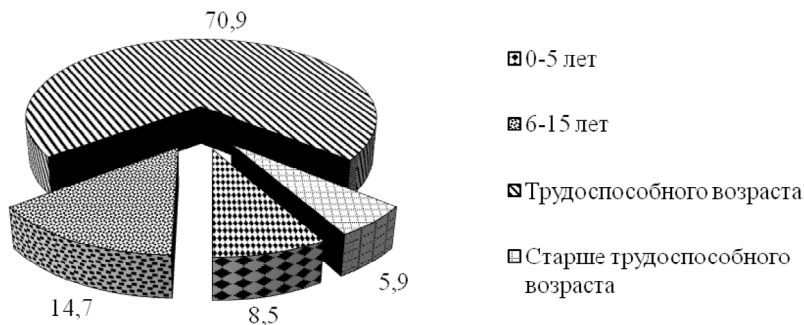 70,9
0-5 лет
6-15 лет
Трудоспособного возраста
Старше трудоспособного
возраста
14,7
8,5
5,9